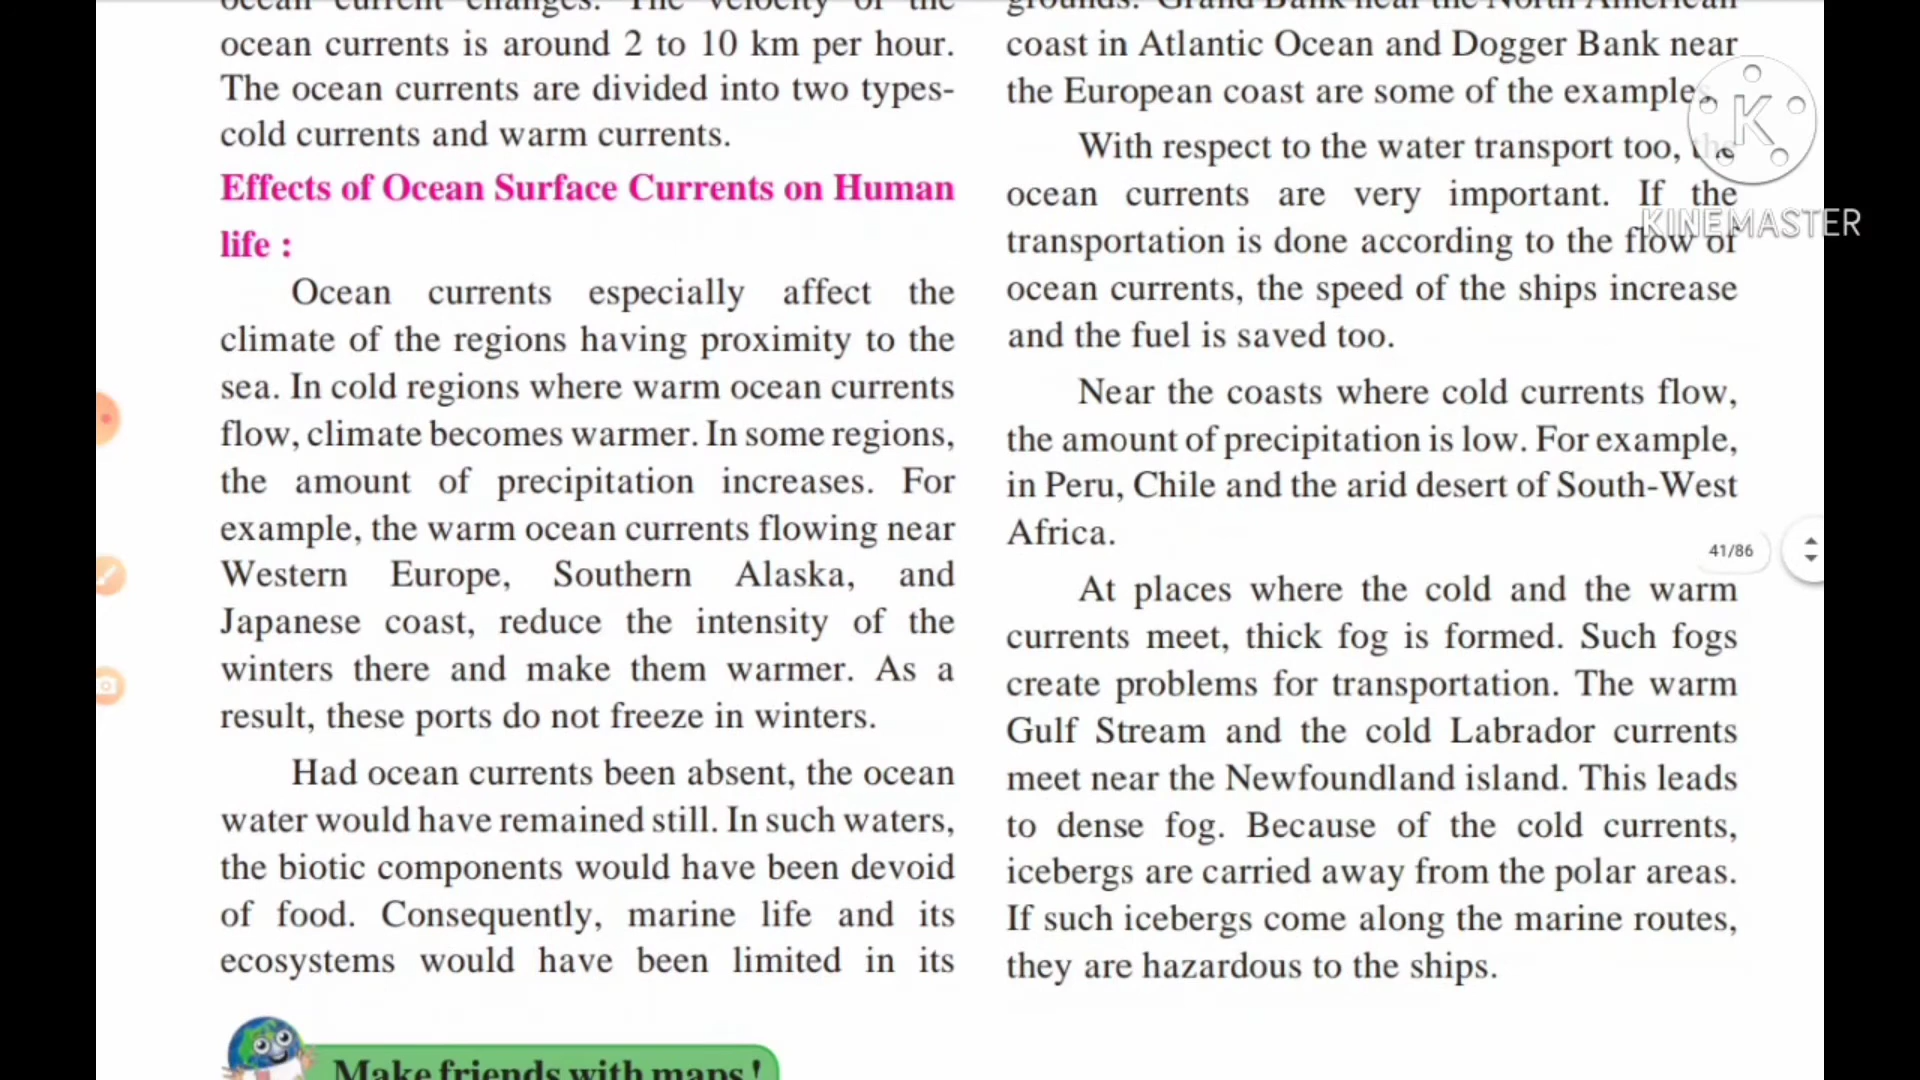 ocean current changes. The velocity of the
ocean currents is around 2 to 10 km per hour.
The ocean currents are divided into two types-
cold currents and warm currents.
Effects of Ocean Surface Currents on Human
life :
Ocean currents especially affect the
climate of the regions having proximity to the
sea. In cold regions where warm ocean currents
flow, climate becomes warmer. In some regions,
the amount of precipitation increases. For
example, the warm ocean currents flowing near
Western Europe, Southern Alaska, and
Japanese coast, reduce the intensity of the
winters there and make them warmer. As a
result, these ports do not freeze in winters.
Had ocean currents been absent, the ocean
water would have remained still. In such waters,
the biotic components would have been devoid
of food. Consequently, marine life and its
ecosystems would have been limited in its
Make friends with maps !
grounds. Grand Bank near the North American
coast in Atlantic Ocean and Dogger Bank near
the European coast are some of the examples.
With respect to the water transport too, the
ocean currents are very important. If the
transportation is done according to the flow of
ocean currents, the speed of the ships increase
and the fuel is saved too.
Near the coasts where cold currents flow,
the amount of precipitation is low. For example,
in Peru, Chile and the arid desert of South-West
Africa.
At places where the cold and the warm
currents meet, thick fog is formed. Such fogs
create problems for transportation. The warm
Gulf Stream and the cold Labrador currents
meet near the Newfoundland island. This leads
to dense fog. Because of the cold currents,
icebergs are carried away from the polar areas.
If such icebergs come along the marine routes,
they are hazardous to the ships.
K
KINEMASTER
41/86